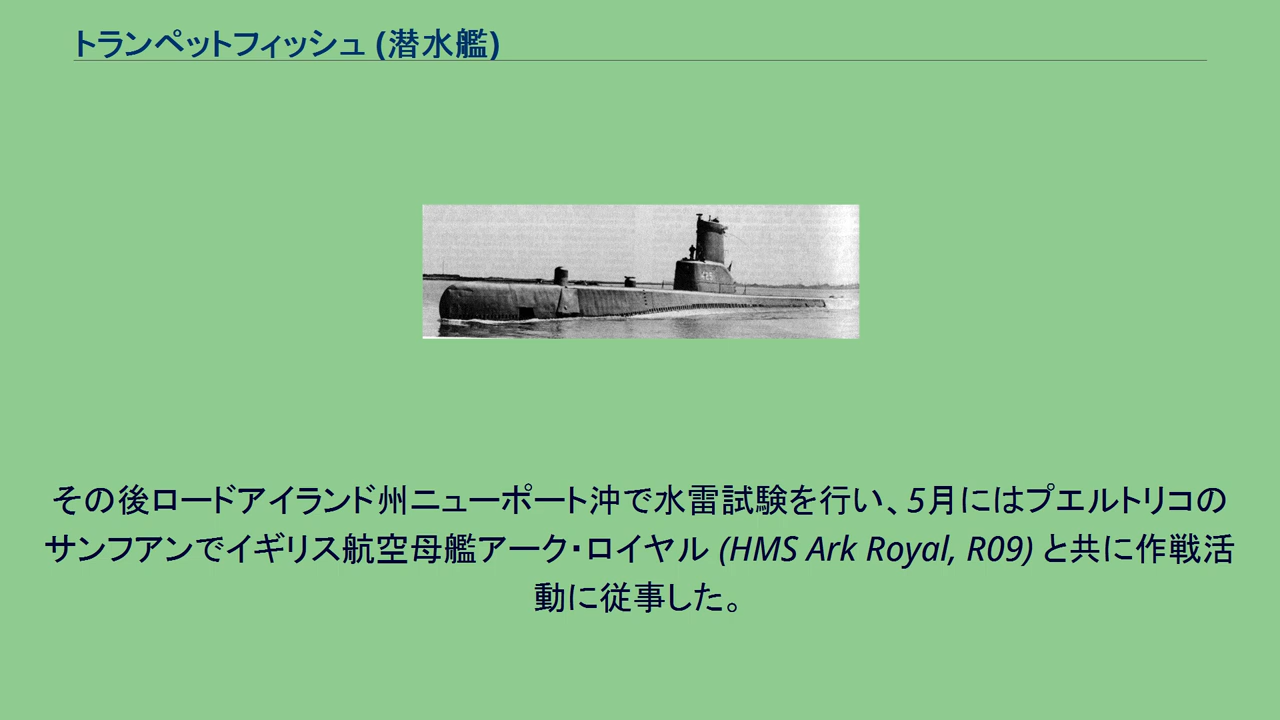 トランペットフィッシュ (潜水艦)
その後ロードアイランド州ニューポート沖で水雷試験を行い、5月にはプエルトリコの
サンフアンでイギリス航空母艦アーク・ロイヤル (HMS Ark Royal, R09) と共に作戦活
動に従事した。